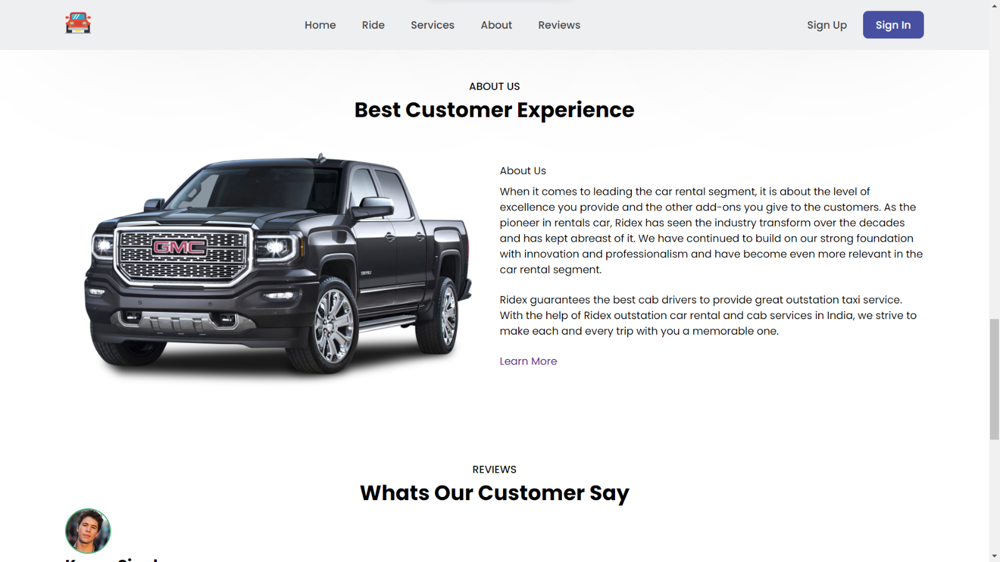 Home Ride Services About Reviews Sign Up Sign In
ABOUT US
Best Customer Experience
GMC
About Us
When it comes to leading the car rental segment, it is about the level of
excellence you provide and the other add-ons you give to the customers. As the
pioneer in rentals car, Ridex has seen the industry transform over the decades
and has kept abreast of it. We have continued to build on our strong foundation
with innovation and professionalism and have become even more relevant in the
car rental segment.
Ridex guarantees the best cab drivers to provide great outstation taxi service.
With the help of Ridex outstation car rental and cab services in India, we strive to
make each and every trip with you a memorable one.
Learn More
REVIEWS
Whats Our Customer Say